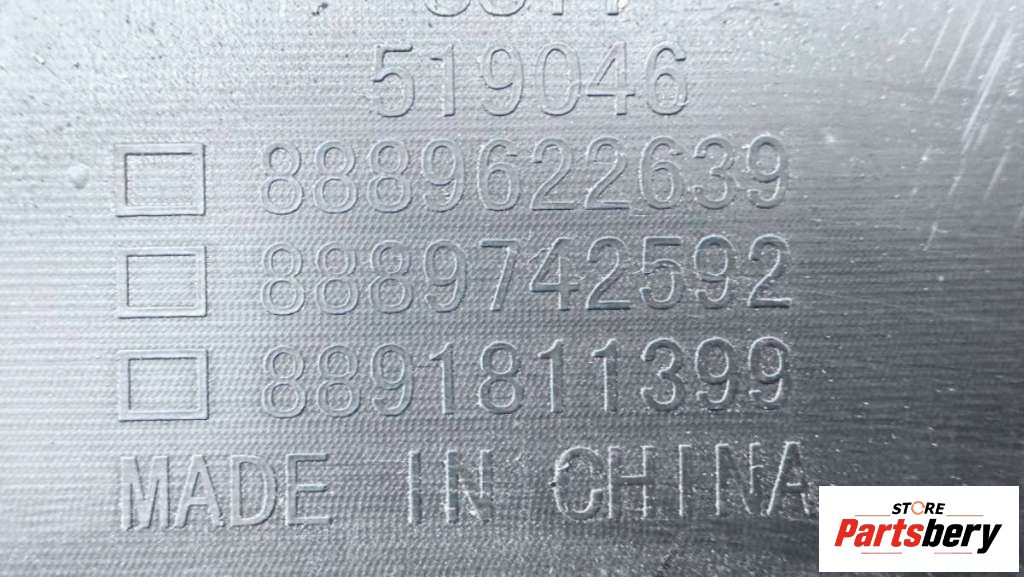 519046
8889622639
8889742592
8891811399
MADE IN CHINA
STORE
Partsbery